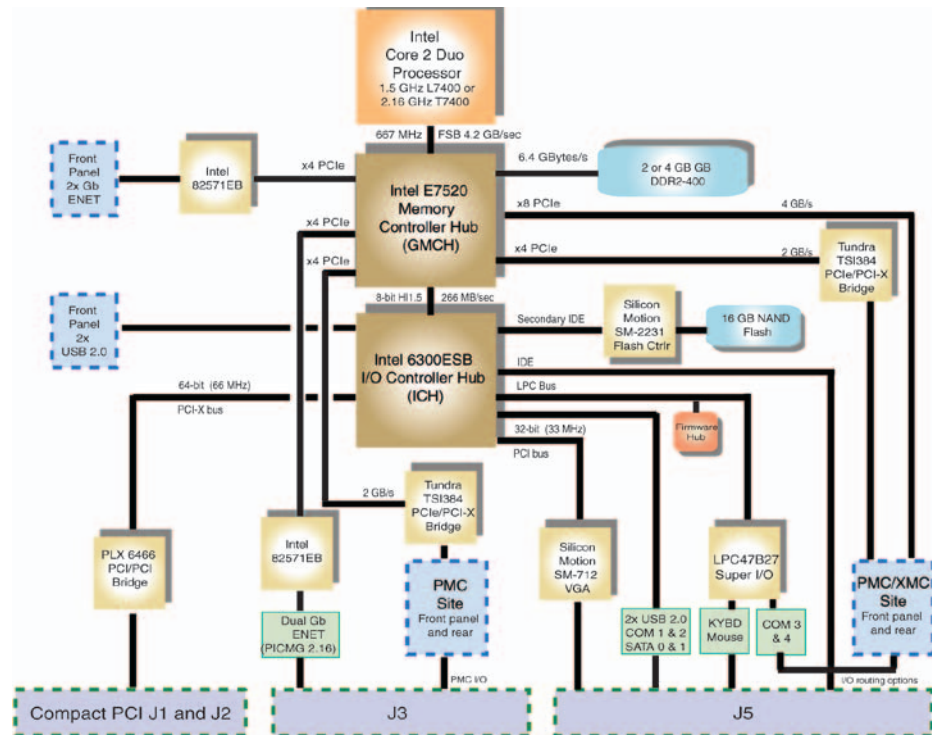 Intel
Core 2 Duo
Processor
1.5 GHz L7400 or
2.16 GHz T7400
667 MHz
FSB 4.2 GB/sec
Front
Panel
2x Gb
ENET
Intel
82571EB
x4 PCIe
6.4 GBytes/s
2 or 4 GB GB
DDR2-400
Intel E7520
Memory
Controller Hub
(GMCH)
x8 PCIe
4 GB/s
x4 PCIe
x4 PCIe
2 GB/s
x4 PCIe
Tundra
TSI384
PCIe/PCI-X
Bridge
8-bit HI1.5
266 MB/sec
Front
Panel
2x
USB 2.0
Secondary IDE
Silicon
Motion
SM-2231
Flash Ctrlr
16 GB NAND
Flash
Intel 6300ESB
I/O Controller Hub
(ICH)
IDE
LPC Bus
64-bit (66 MHz)
PCI-X bus
Firmware
Hub
32-bit (33 MHz)
PCI bus
2 GB/s
Tundra
TSI384
PCIe/PCI-X
Bridge
PLX 6466
PCI/PCI
Bridge
Intel
82571EB
Silicon
Motion
SM-712
VGA
LPC47B27
Super I/O
PMC
Site
Front panel
and rear
PMC/XMC
Site
Front panel
and rear
Dual Gb
ENET
(PICMG 2.16)
2x USB 2.0
COM 1 & 2
SATA 0 & 1
KYBD
Mouse
COM 3
& 4
PMC I/O
I/O routing options
Compact PCI J1 and J2
J3
J5